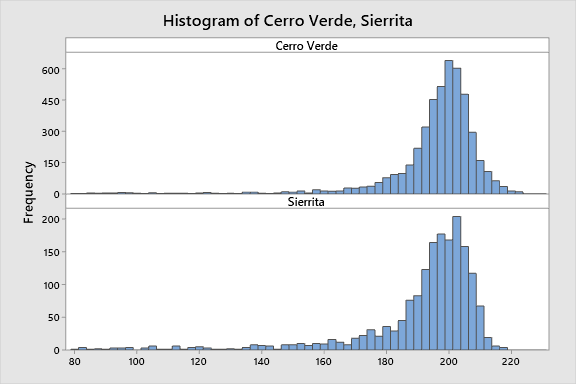 Histogram of Cerro Verde, Sierrita
Cerro Verde
600
450
300
150
0
Frequency
Sierrita
200
150
100
50
0
80 100 120 140 160 180 200 220